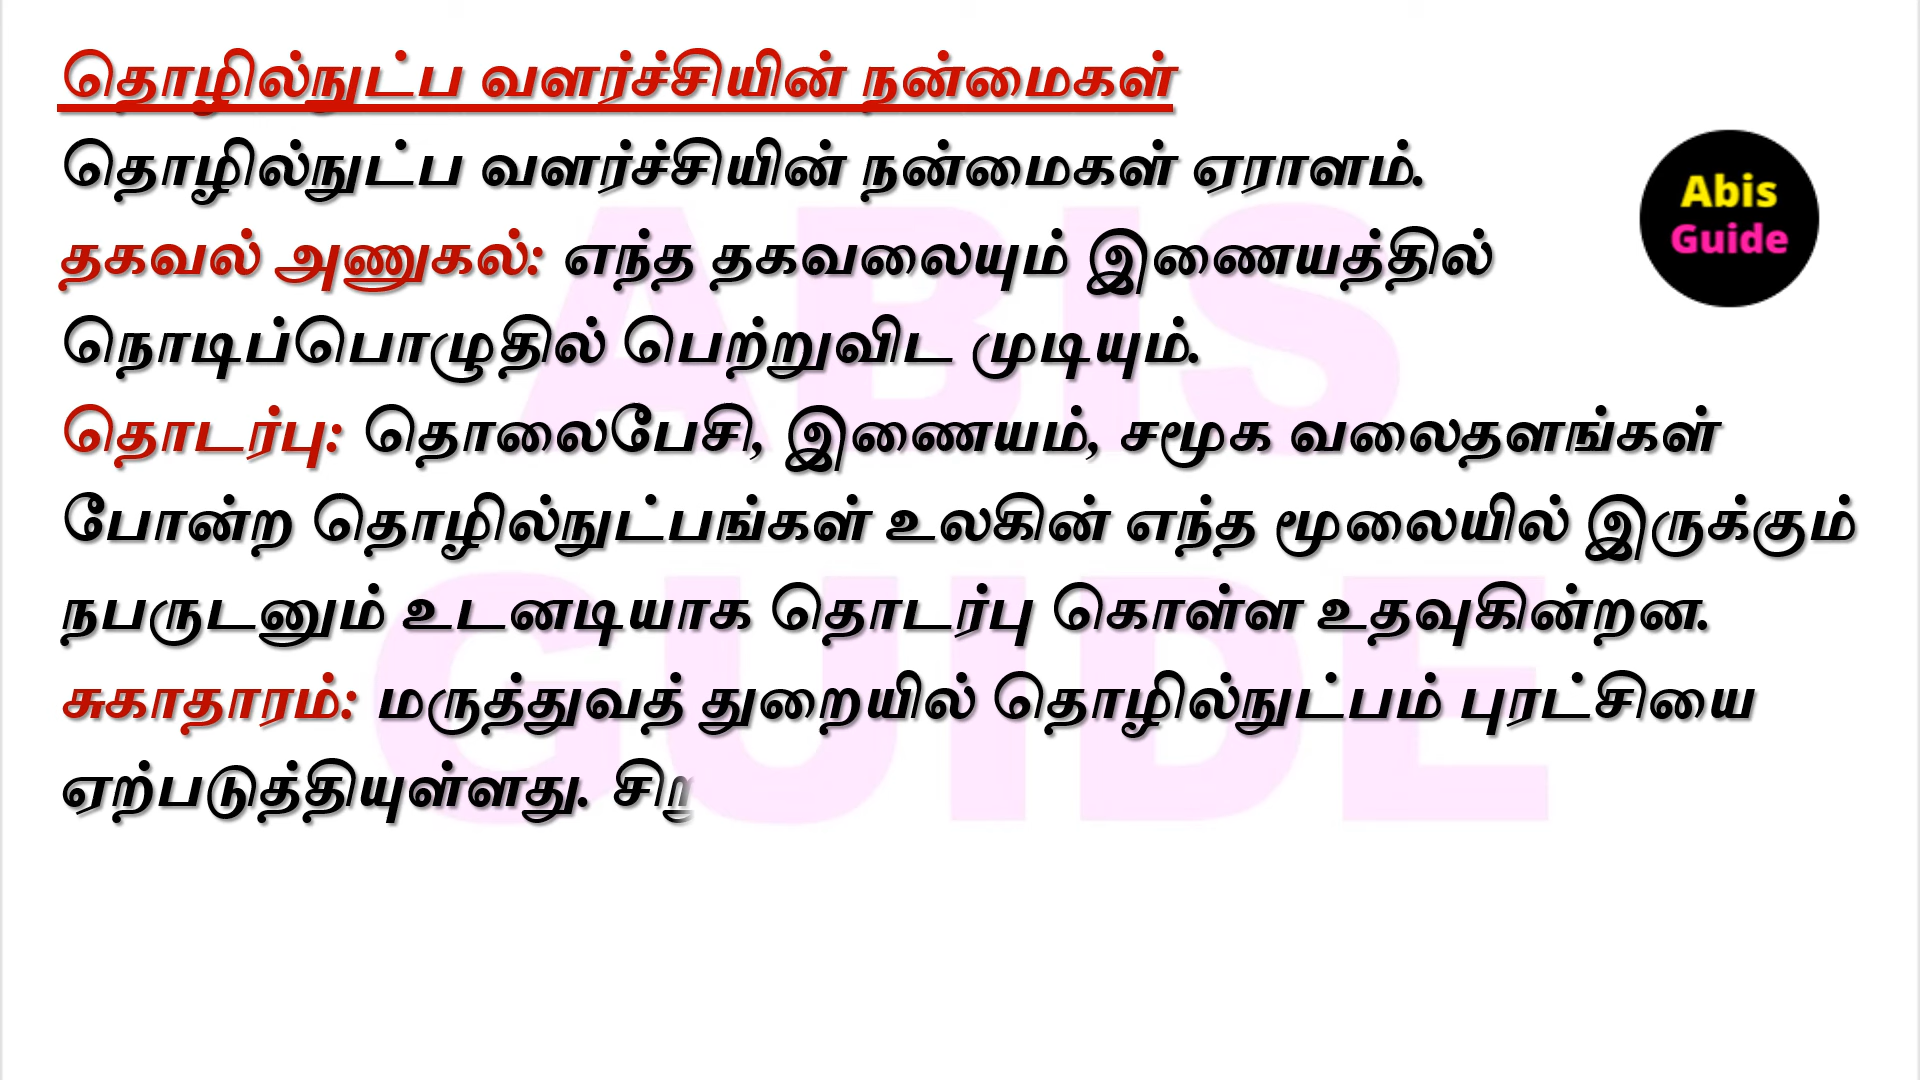 தொழில்நுட்ப வளர்ச்சியின் நன்மைகள்
தொழில்நுட்ப வளர்ச்சியின் நன்மைகள் ஏராளம்.
Abis
Guide
தகவல் அணுகல்: எந்த தகவலையும் இணையத்தில்
நொடிப்பொழுதில் பெற்றுவிட முடியும்.
தொடர்பு: தொலைபேசி, இணையம், சமூக வலைதளங்கள்
போன்ற தொழில்நுட்பங்கள் உலகின் எந்த மூலையில் இருக்கும்
நபருடனும் உடனடியாக தொடர்பு கொள்ள உதவுகின்றன.
சுகாதாரம்: மருத்துவத் துறையில் தொழில்நுட்பம் புரட்சியை
ஏற்படுத்தியுள்ளது.
ABIS
GUIDE